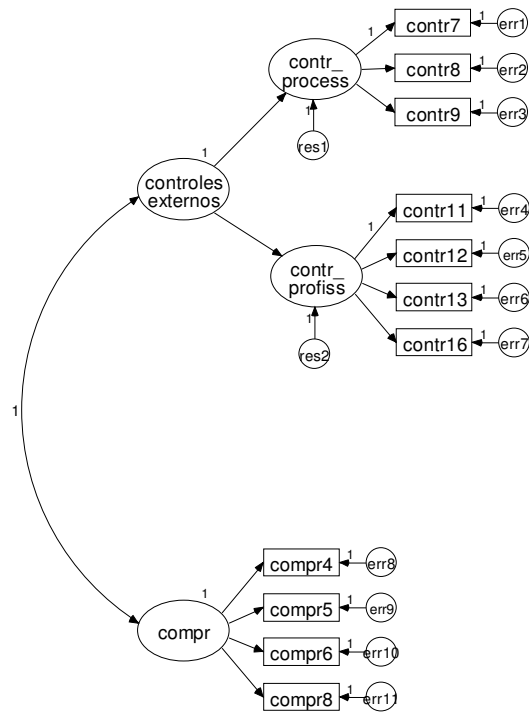 contr7
1
err1
1
contr_
process
contr8
1
err2
contr9
1
err3
1
res1
1
controles
externos
contr11
1
err4
1
contr12
1
err5
contr_
profiss
contr13
1
err6
contr16
1
err7
1
res2
1
compr4
1
err8
1
compr5
1
err9
compr
compr6
1
err10
compr8
1
err11